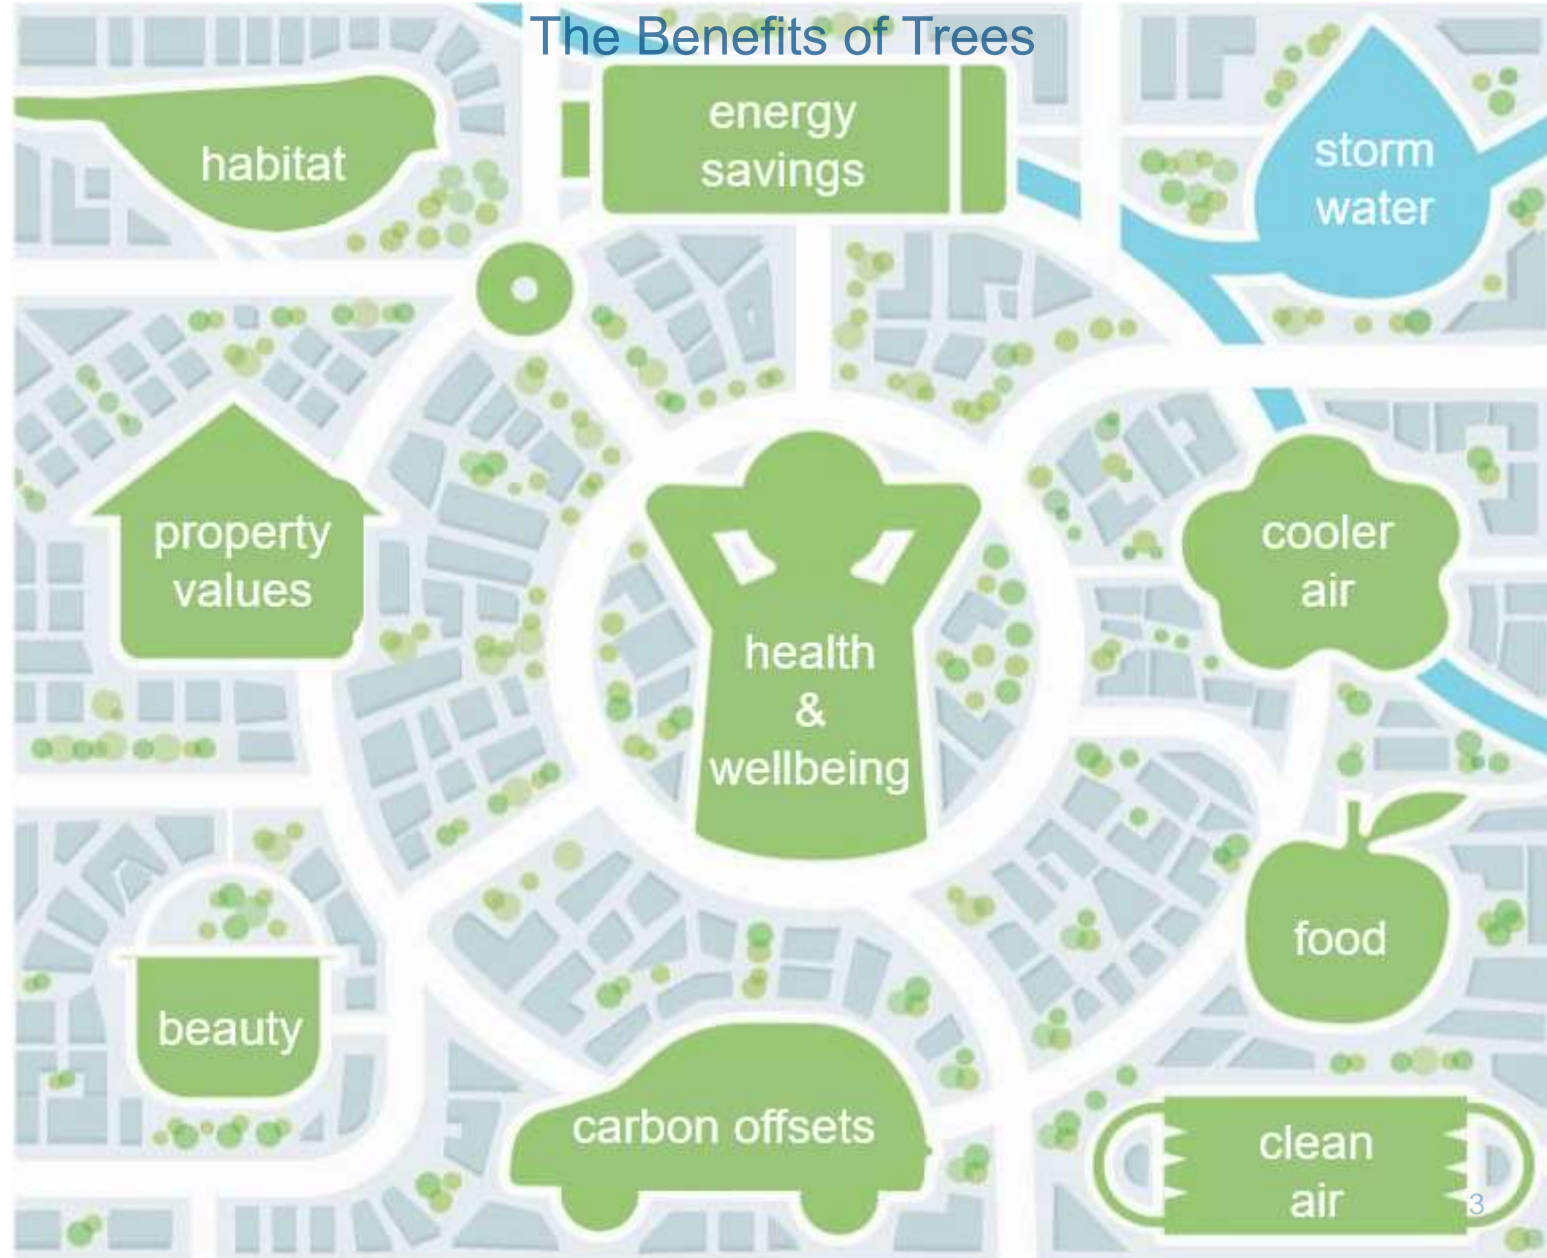 The Benefits of Trees
habitat
energy
savings
storm
water
property
values
health
&
wellbeing
cooler
air
food
beauty
carbon offsets
clean
air
3